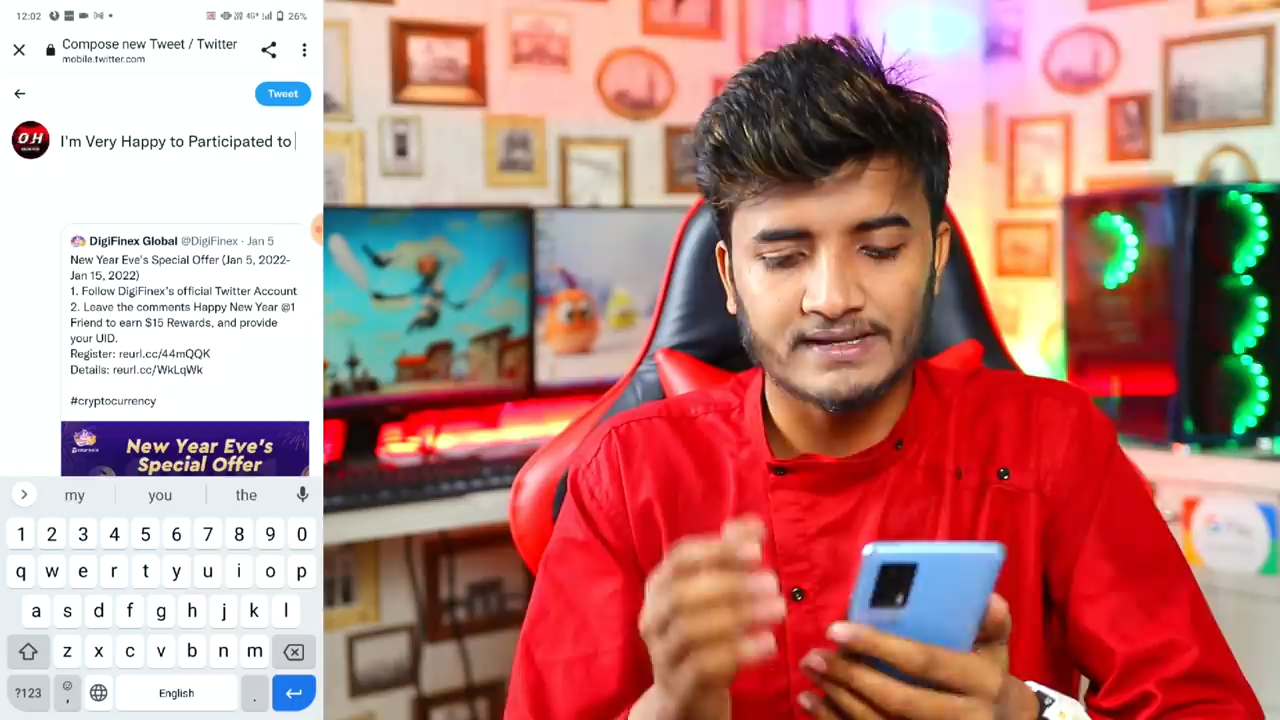 12:02
4G+
26%
Compose new Tweet / Twitter
mobile.twitter.com
Tweet
OH
I'm Very Happy to Participated to
DigiFinex Global @DigiFinex · Jan 5
New Year Eve's Special Offer (Jan 5, 2022-
Jan 15, 2022)
1. Follow DigiFinex's official Twitter Account
2. Leave the comments Happy New Year @1
Friend to earn $15 Rewards, and provide
your UID.
Register: reurl.cc/44mQQK
Details: reurl.cc/WkLqWk
#cryptocurrency
New Year Eve's
Special Offer
my you the
1 2 3 4 5 6 7 8 9 0
q w e r t y u i o p
a s d f g h j k l
z x c v b n m
?123 , English .